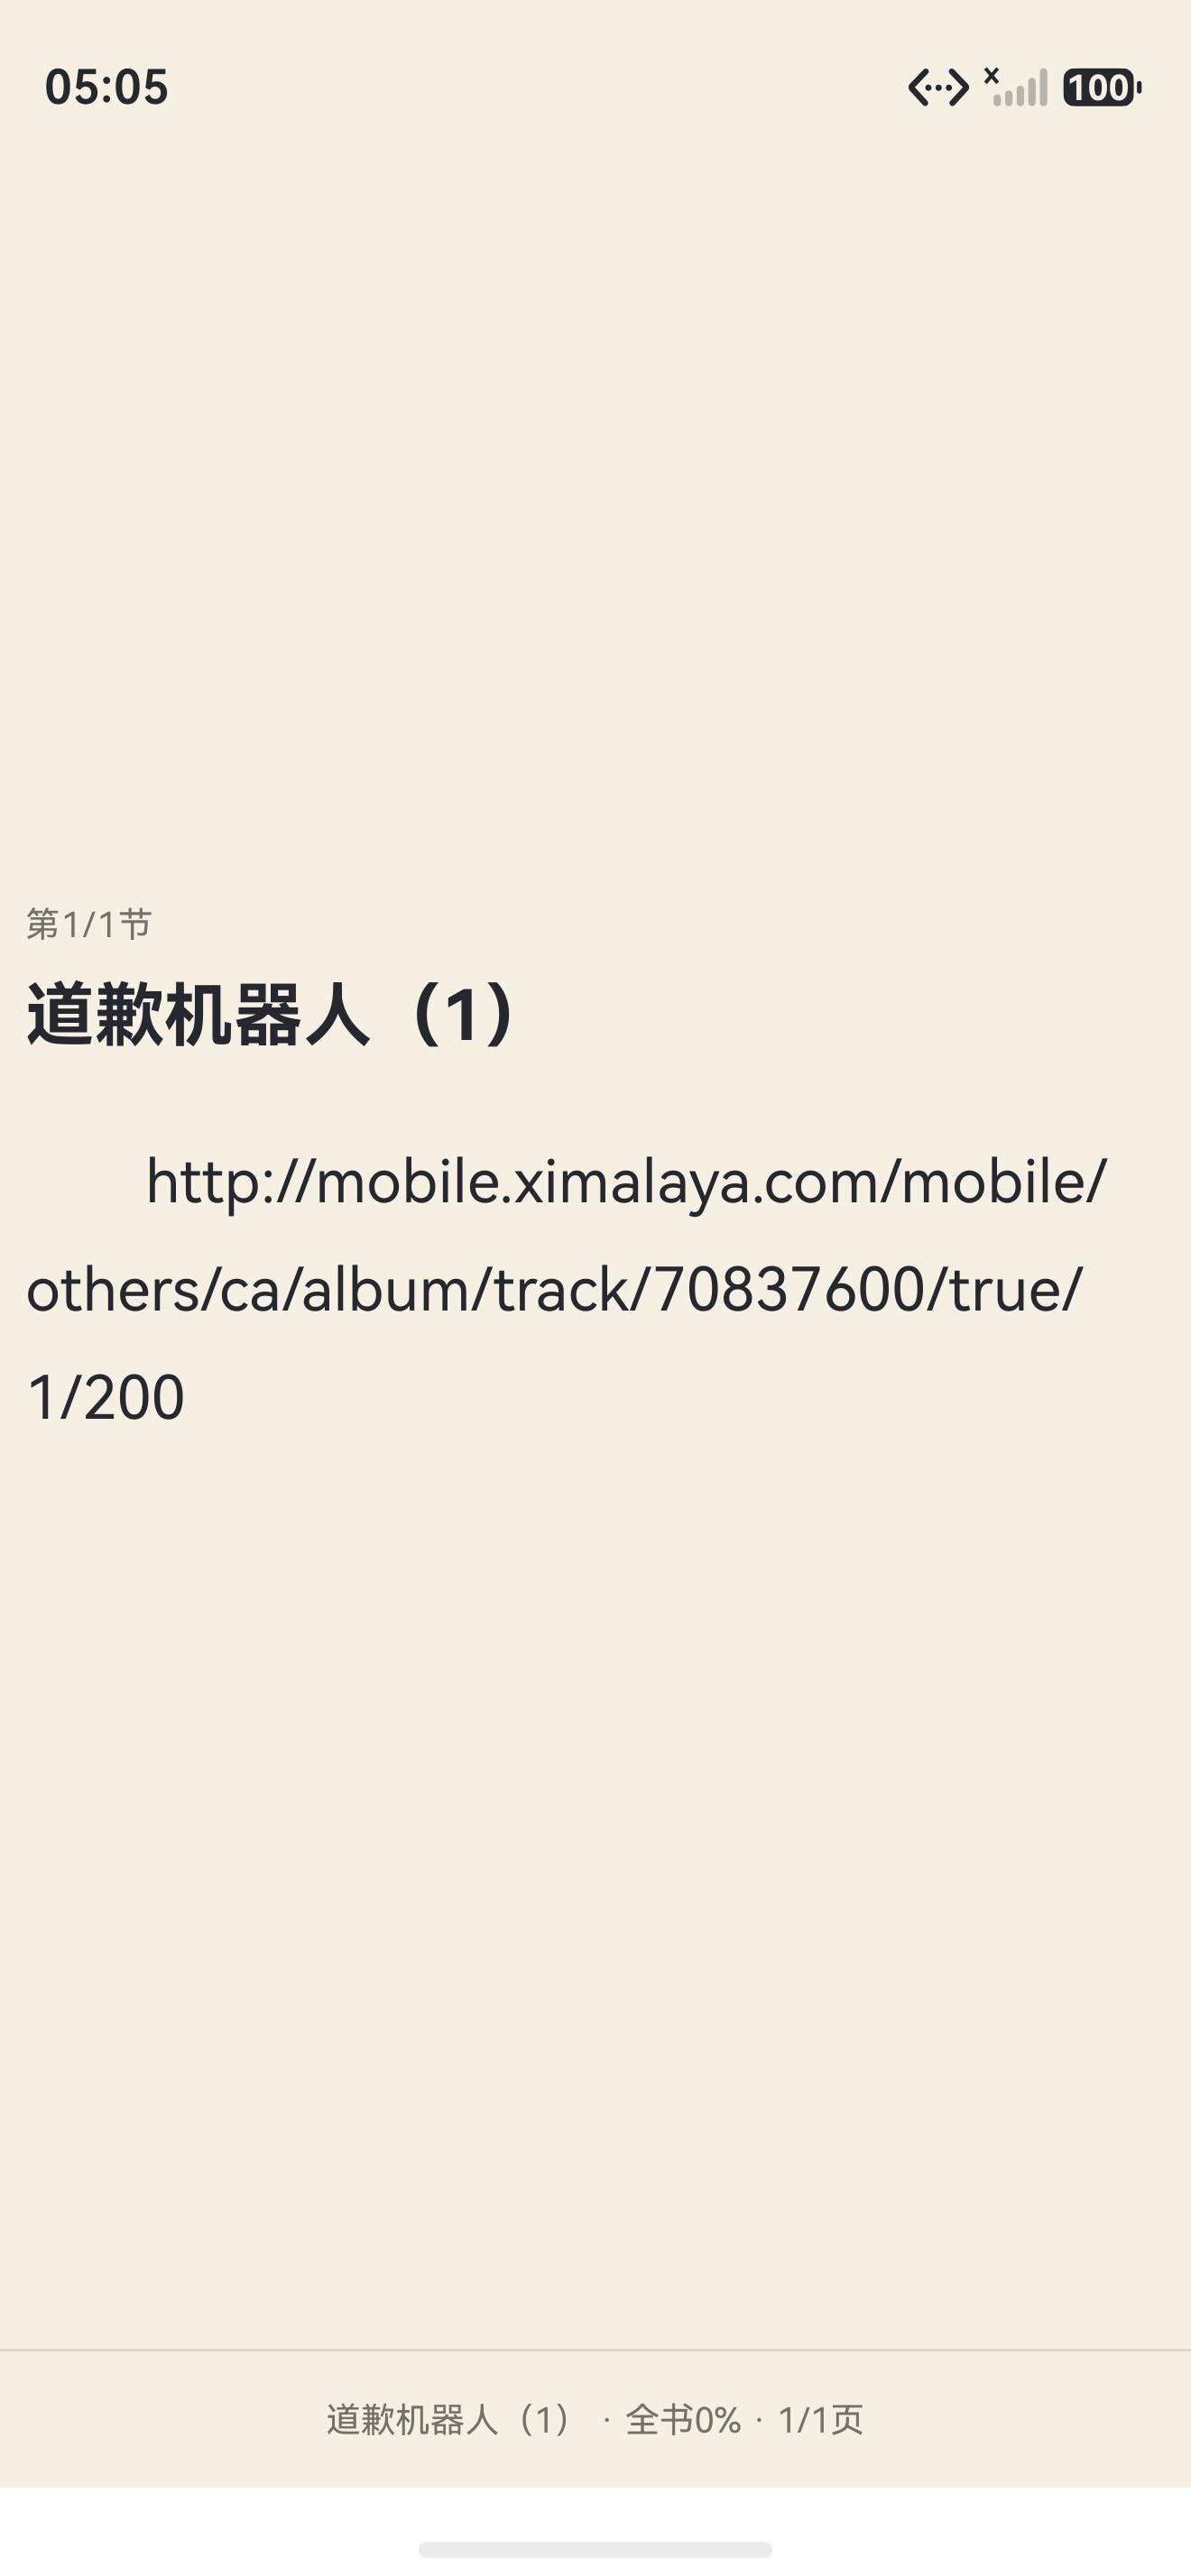 05:05
100
第1/1节
道歉机器人（1）
http://mobile.ximalaya.com/mobile/
others/ca/album/track/70837600/true/
1/200
道歉机器人（1） · 全书0% · 1/1页